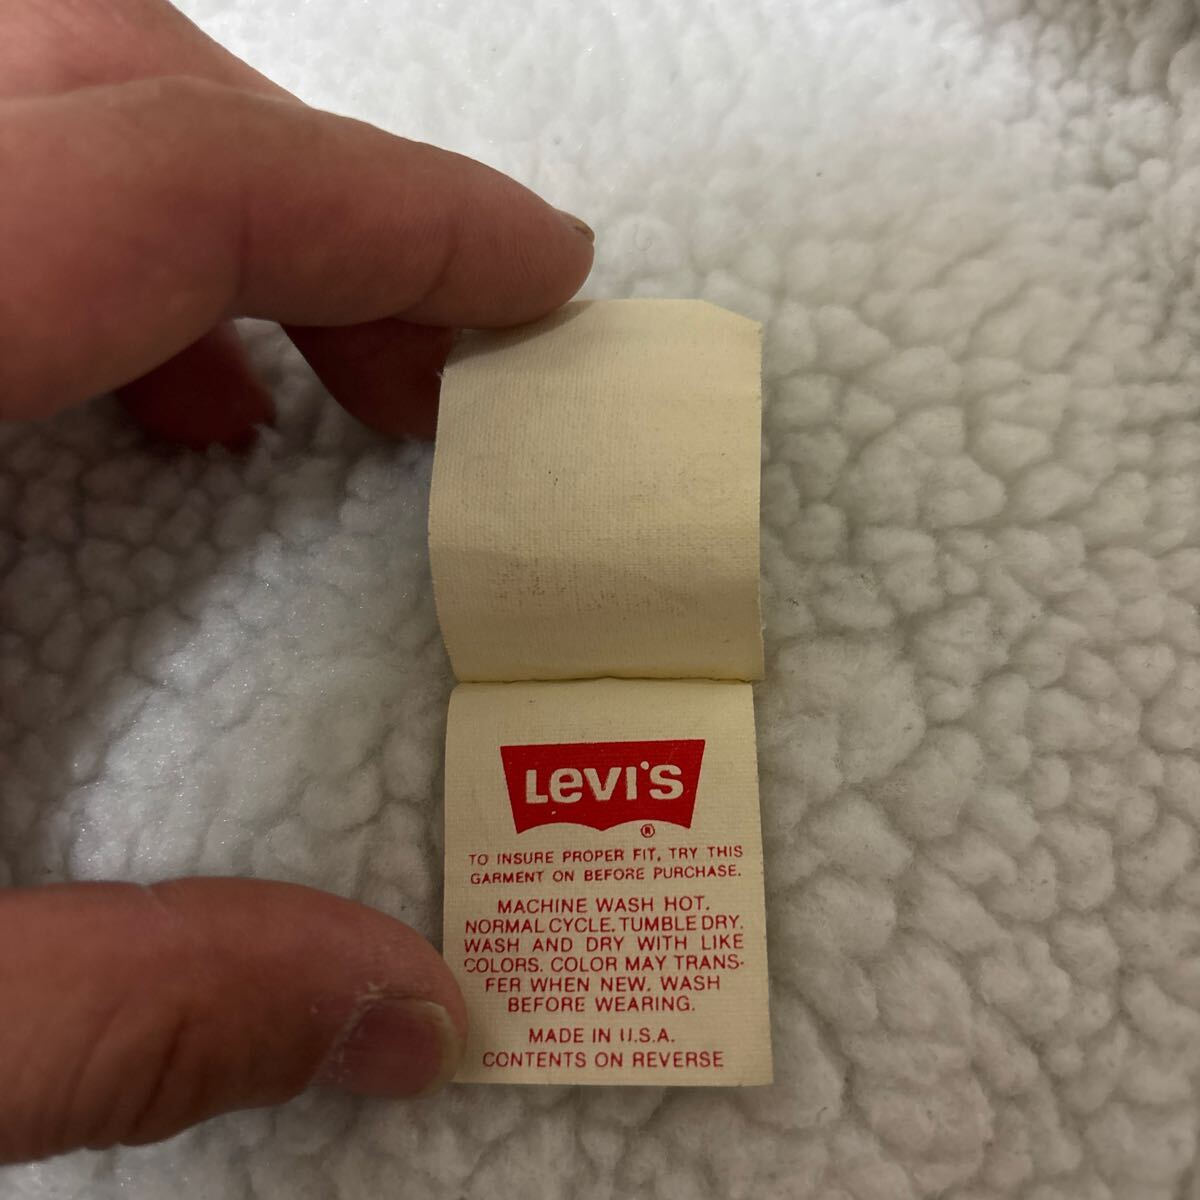 Levi's
®
TO INSURE PROPER FIT, TRY THIS
GARMENT ON BEFORE PURCHASE.
MACHINE WASH HOT.
NORMAL CYCLE. TUMBLE DRY.
WASH AND DRY WITH LIKE
COLORS. COLOR MAY TRANS-
FER WHEN NEW. WASH
BEFORE WEARING.
MADE IN U.S.A.
CONTENTS ON REVERSE